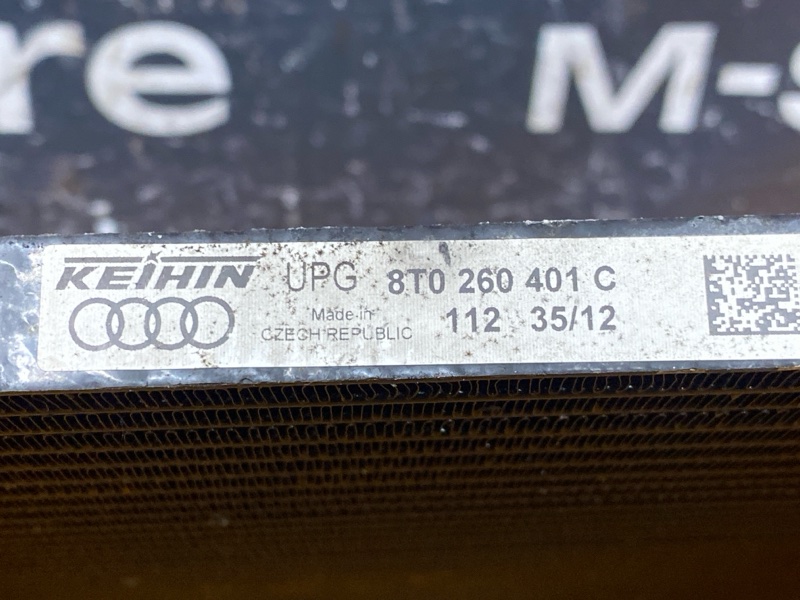 re M-s
KEIHIN UPG 8T0 260 401 C
Made in 112 35/12
CZECH REPUBLIC